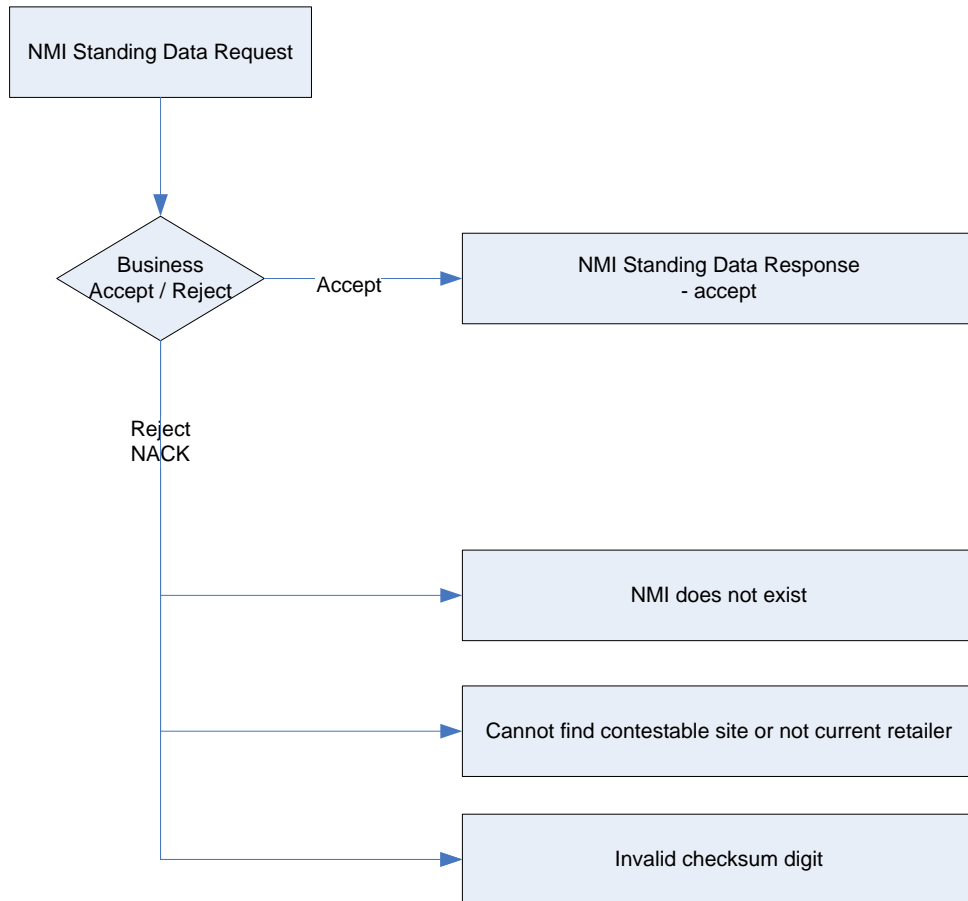 NMI Standing Data Request
Business
Accept / Reject
Accept
NMI Standing Data Response
- accept
Reject
NACK
NMI does not exist
Cannot find contestable site or not current retailer
Invalid checksum digit